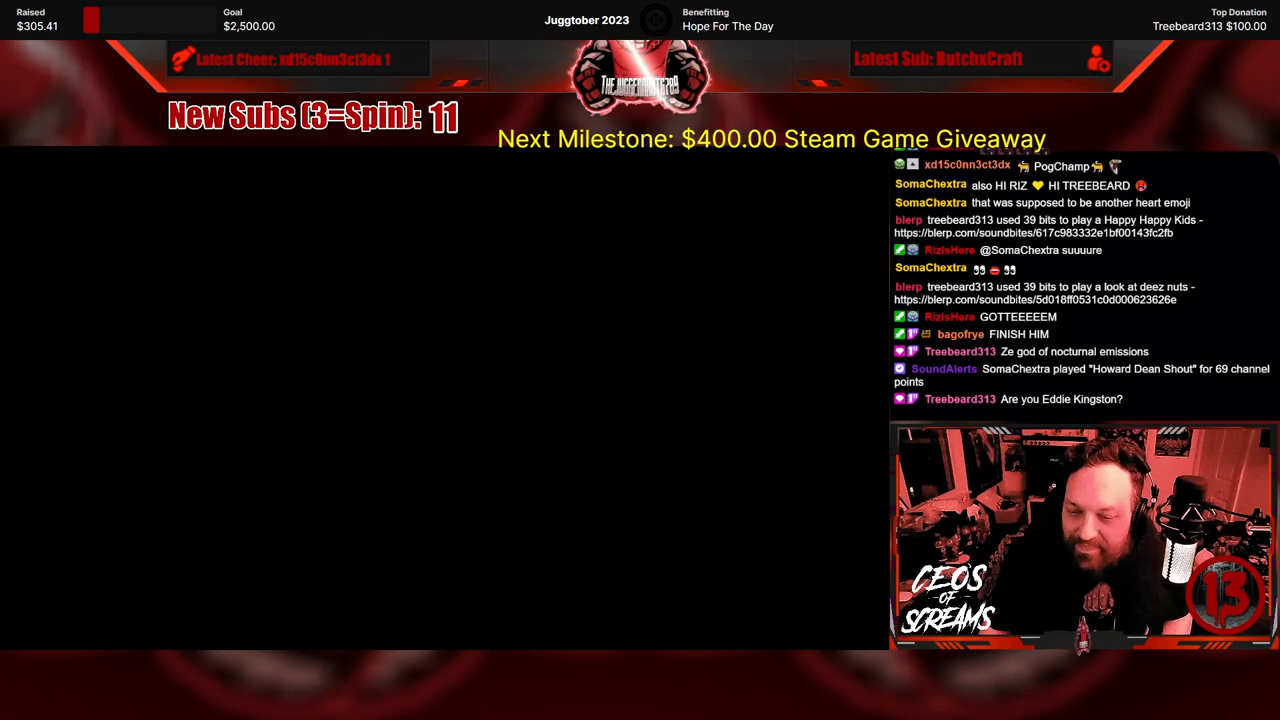 Raised
$305.41
Goal
$2,500.00
Juggtober 2023
Benefitting
Hope For The Day
Top Donation
Treebeard313 $100.00
Latest Cheer: xd15c0nn3ct3dx 1
THEJUGGERNAUT6789
Latest Sub: ButchxCraft
New Subs (3=Spin): 11
Next Milestone: $400.00 Steam Game Giveaway
xd15c0nn3ct3dx PogChamp
SomaChextra also HI RIZ 💛 HI TREEBEARD 🥵
SomaChextra that was supposed to be another heart emoji
blerp treebeard313 used 39 bits to play a Happy Happy Kids -
https://blerp.com/soundbites/617c983332e1bf00143fc2fb
RizIsHere @SomaChextra suuuure
SomaChextra 👀 👄 👀
blerp treebeard313 used 39 bits to play a look at deez nuts -
https://blerp.com/soundbites/5d018ff0531c0d000623626e
RizIsHere GOTTEEEEEM
bagofrye FINISH HIM
Treebeard313 Ze god of nocturnal emissions
SoundAlerts SomaChextra played "Howard Dean Shout" for 69 channel
points
Treebeard313 Are you Eddie Kingston?
CEOS
OF
SCREAMS
13